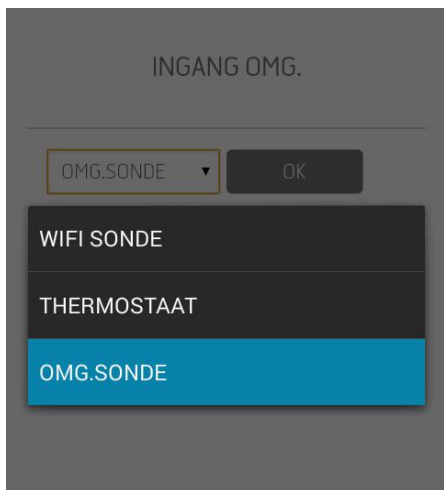 INGANG OMG.
OMG.SONDE OK
WIFI SONDE
THERMOSTAAT
OMG.SONDE